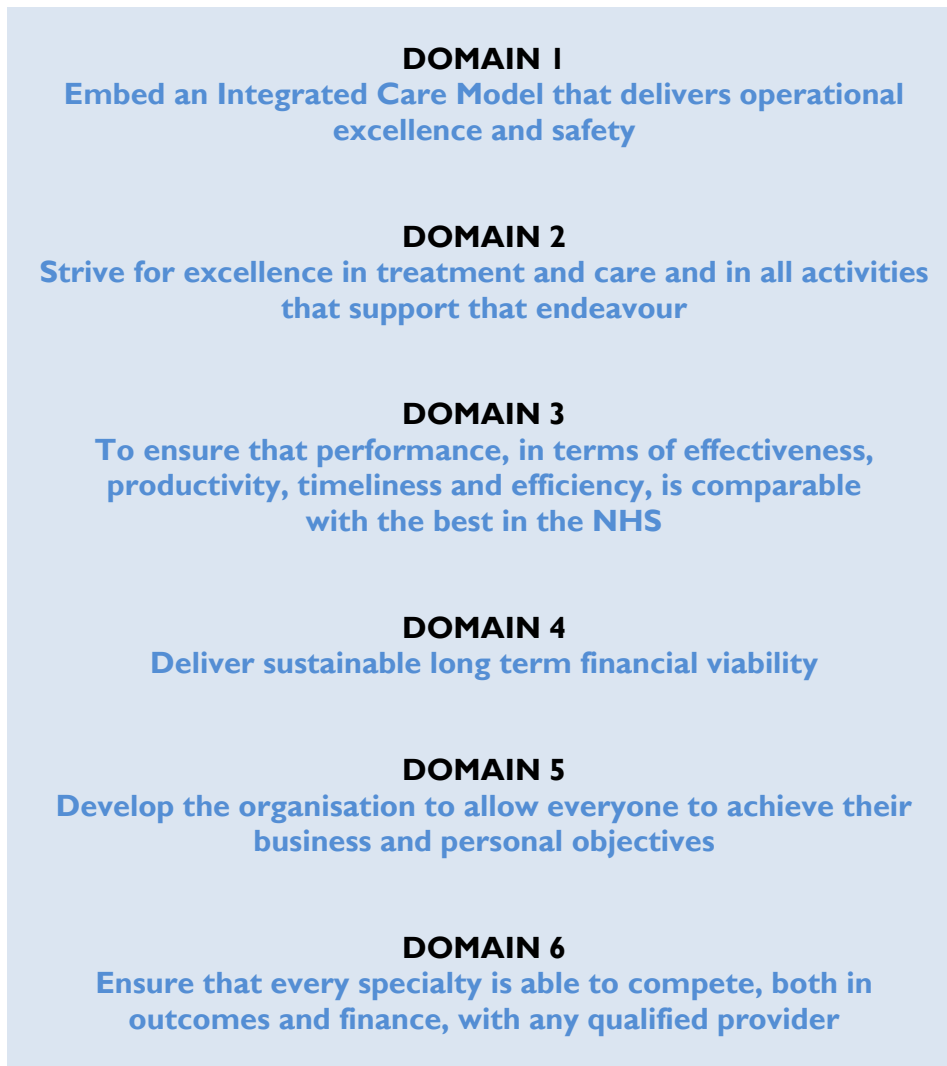 DOMAIN 1
Embed an Integrated Care Model that delivers operational
excellence and safety
DOMAIN 2
Strive for excellence in treatment and care and in all activities
that support that endeavour
DOMAIN 3
To ensure that performance, in terms of effectiveness,
productivity, timeliness and efficiency, is comparable
with the best in the NHS
DOMAIN 4
Deliver sustainable long term financial viability
DOMAIN 5
Develop the organisation to allow everyone to achieve their
business and personal objectives
DOMAIN 6
Ensure that every specialty is able to compete, both in
outcomes and finance, with any qualified provider